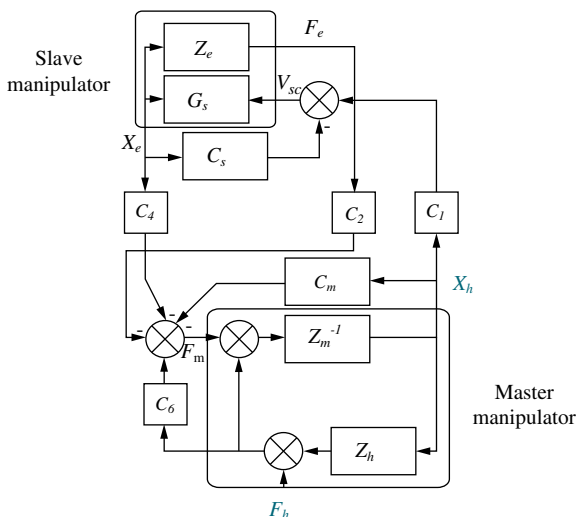 Slave
manipulator
Z_e
F_e
G_s
V_sc
-
X_e
C_s
C_4
C_2
C_1
C_m
X_h
-
-
-
F_m
Z_m^-1
C_6
Master
manipulator
Z_h
F_h